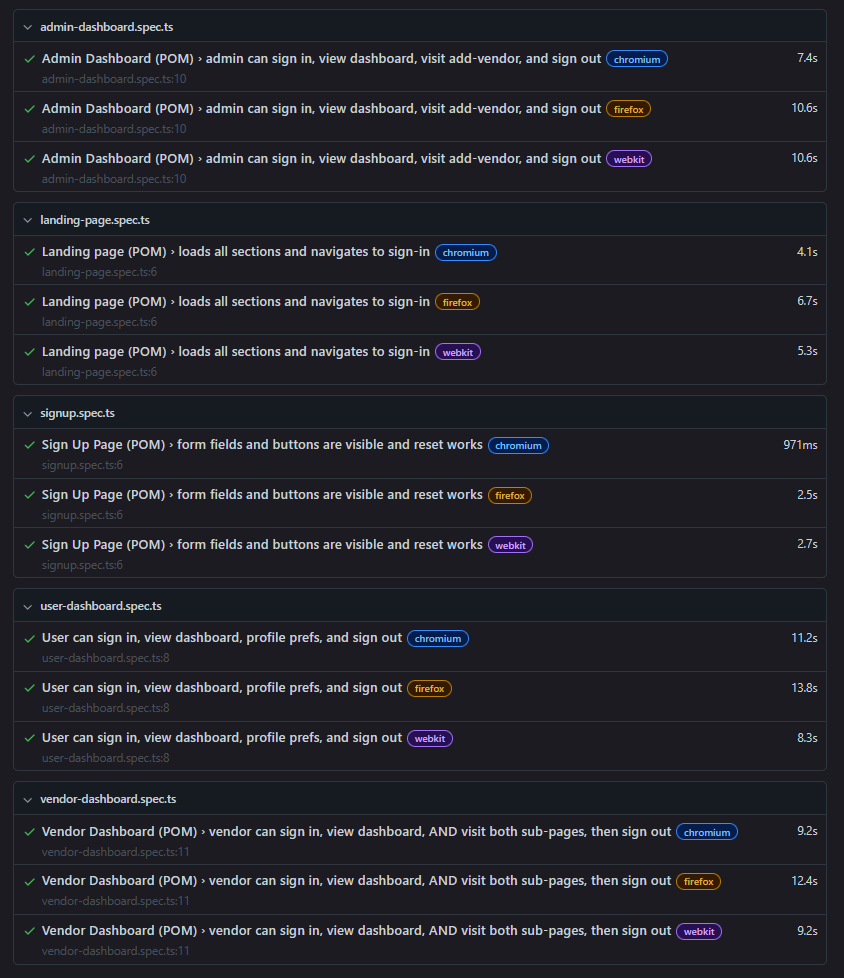 admin-dashboard.spec.ts
Admin Dashboard (POM) › admin can sign in, view dashboard, visit add-vendor, and sign out chromium 7.4s
admin-dashboard.spec.ts:10
Admin Dashboard (POM) › admin can sign in, view dashboard, visit add-vendor, and sign out firefox 10.6s
admin-dashboard.spec.ts:10
Admin Dashboard (POM) › admin can sign in, view dashboard, visit add-vendor, and sign out webkit 10.6s
admin-dashboard.spec.ts:10
landing-page.spec.ts
Landing page (POM) › loads all sections and navigates to sign-in chromium 4.1s
landing-page.spec.ts:6
Landing page (POM) › loads all sections and navigates to sign-in firefox 6.7s
landing-page.spec.ts:6
Landing page (POM) › loads all sections and navigates to sign-in webkit 5.3s
landing-page.spec.ts:6
signup.spec.ts
Sign Up Page (POM) › form fields and buttons are visible and reset works chromium 971ms
signup.spec.ts:6
Sign Up Page (POM) › form fields and buttons are visible and reset works firefox 2.5s
signup.spec.ts:6
Sign Up Page (POM) › form fields and buttons are visible and reset works webkit 2.7s
signup.spec.ts:6
user-dashboard.spec.ts
User can sign in, view dashboard, profile prefs, and sign out chromium 11.2s
user-dashboard.spec.ts:8
User can sign in, view dashboard, profile prefs, and sign out firefox 13.8s
user-dashboard.spec.ts:8
User can sign in, view dashboard, profile prefs, and sign out webkit 8.3s
user-dashboard.spec.ts:8
vendor-dashboard.spec.ts
Vendor Dashboard (POM) › vendor can sign in, view dashboard, AND visit both sub-pages, then sign out chromium 9.2s
vendor-dashboard.spec.ts:11
Vendor Dashboard (POM) › vendor can sign in, view dashboard, AND visit both sub-pages, then sign out firefox 12.4s
vendor-dashboard.spec.ts:11
Vendor Dashboard (POM) › vendor can sign in, view dashboard, AND visit both sub-pages, then sign out webkit 9.2s
vendor-dashboard.spec.ts:11